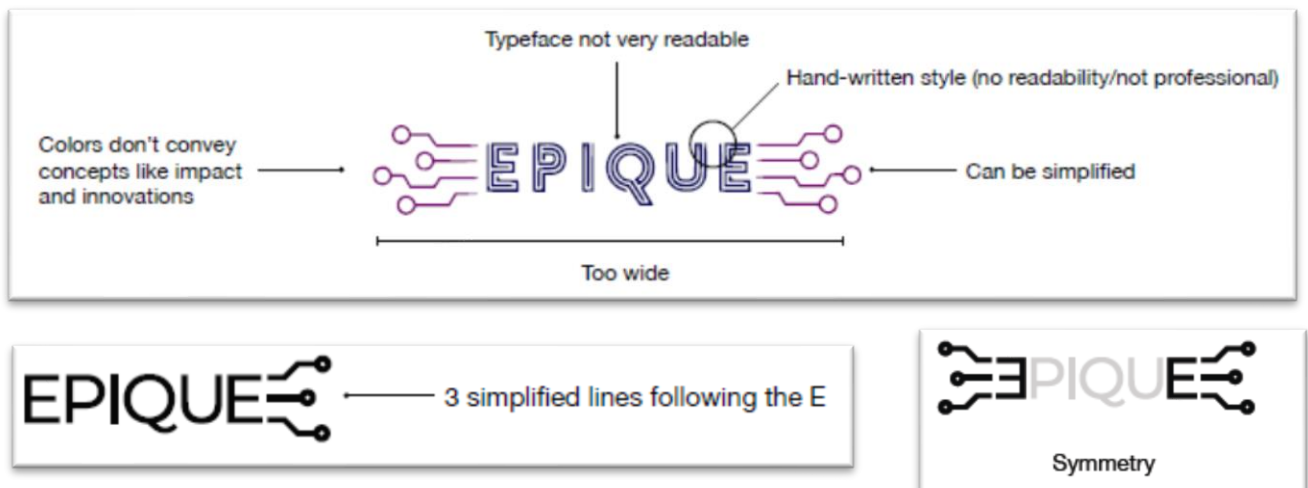 Typeface not very readable
Hand-written style (no readability/not professional)
Colors don't convey
concepts like impact
and innovations
EPIQUE
Can be simplified
Too wide
EPIQUE
3 simplified lines following the E
EPIQUE
Symmetry